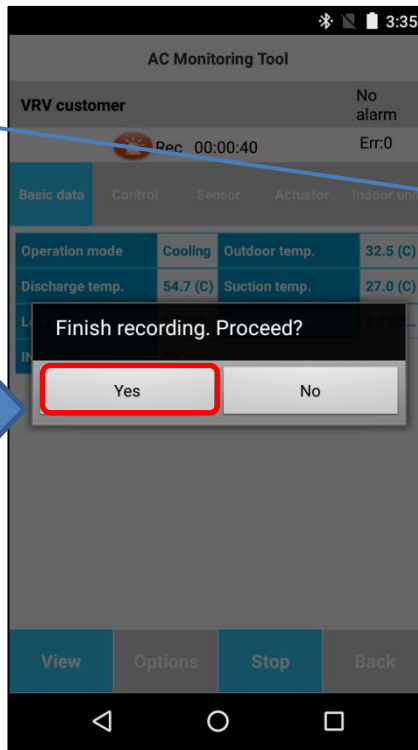 3:35
AC Monitoring Tool
VRV customer
No alarm
Rec 00:00:40
Err:0
Basic data Control Sensor Actuator Indoor unit
Operation mode Cooling Outdoor temp. 32.5 (C)
Discharge temp. 54.7 (C) Suction temp. 27.0 (C)
Finish recording. Proceed?
Yes No
View Options Stop Back